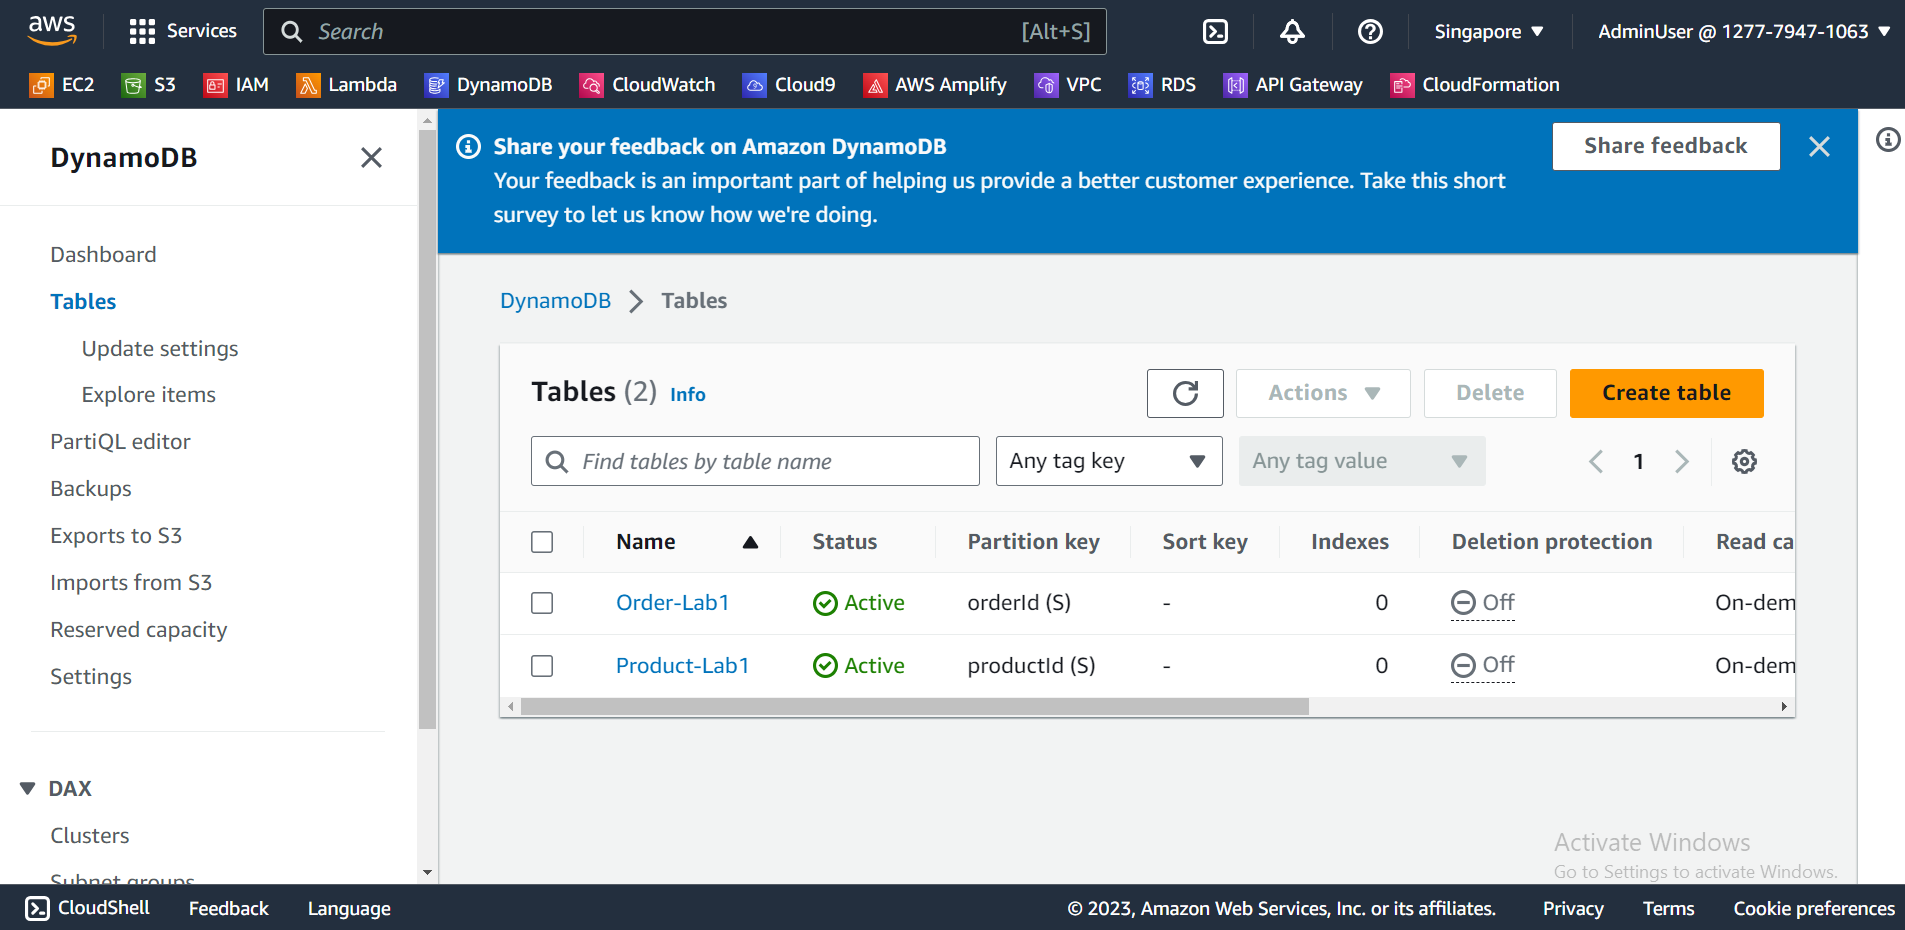 aws
Services
Search
[Alt+S]
Singapore
AdminUser @ 1277-7947-1063
EC2
S3
IAM
Lambda
DynamoDB
CloudWatch
Cloud9
AWS Amplify
VPC
RDS
API Gateway
CloudFormation
DynamoDB
Dashboard
Tables
Update settings
Explore items
PartiQL editor
Backups
Exports to S3
Imports from S3
Reserved capacity
Settings
DAX
Clusters
Subnet groups
Share your feedback on Amazon DynamoDB
Your feedback is an important part of helping us provide a better customer experience. Take this short
survey to let us know how we're doing.
Share feedback
DynamoDB
Tables
Tables (2) Info
Actions
Delete
Create table
Find tables by table name
Any tag key
Any tag value
1
Name Status Partition key Sort key Indexes Deletion protection Read ca
Order-Lab1 Active orderId (S) - 0 Off On-dem
Product-Lab1 Active productId (S) - 0 Off On-dem
Activate Windows
Go to Settings to activate Windows.
CloudShell
Feedback
Language
© 2023, Amazon Web Services, Inc. or its affiliates.
Privacy
Terms
Cookie preferences